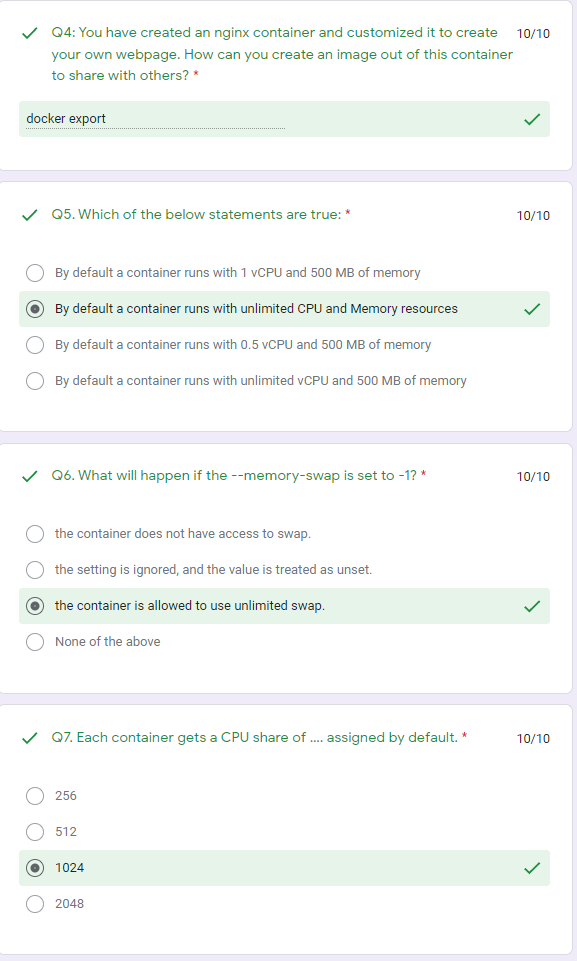 Q4: You have created an nginx container and customized it to create 10/10
your own webpage. How can you create an image out of this container
to share with others? *
docker export
Q5. Which of the below statements are true: * 10/10
By default a container runs with 1 vCPU and 500 MB of memory
By default a container runs with unlimited CPU and Memory resources
By default a container runs with 0.5 vCPU and 500 MB of memory
By default a container runs with unlimited vCPU and 500 MB of memory
Q6. What will happen if the --memory-swap is set to -1? * 10/10
the container does not have access to swap.
the setting is ignored, and the value is treated as unset.
the container is allowed to use unlimited swap.
None of the above
Q7. Each container gets a CPU share of .... assigned by default. * 10/10
256
512
1024
2048